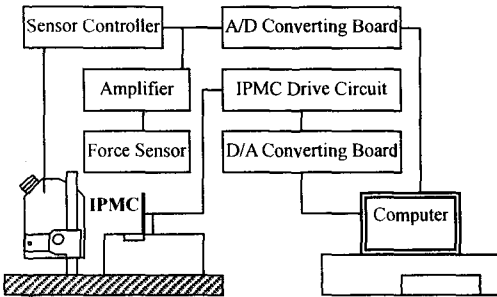 Sensor Controller
A/D Converting Board
Amplifier
IPMC Drive Circuit
Force Sensor
D/A Converting Board
IPMC
Computer